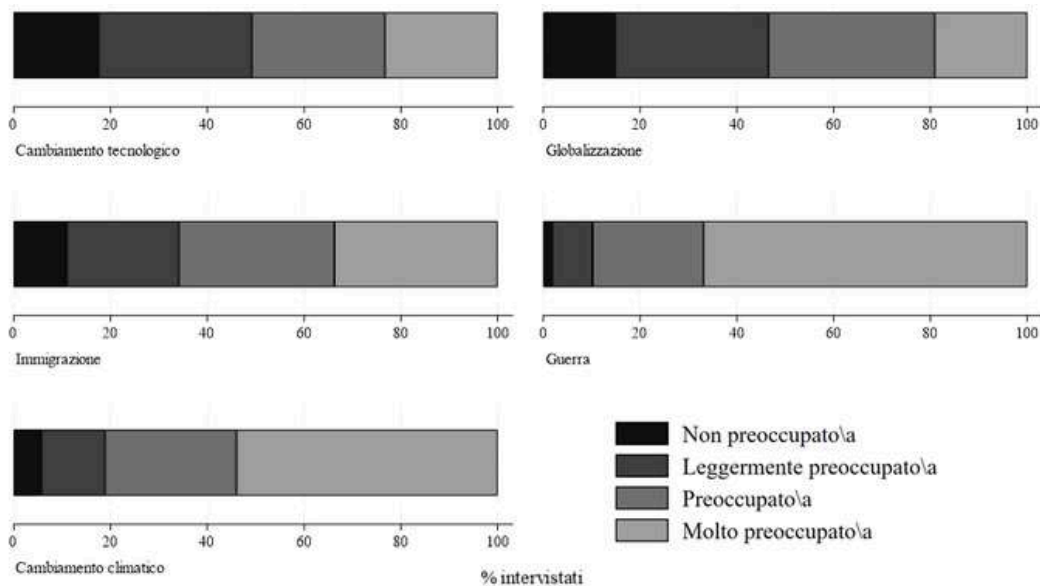 0 20 40 60 80 100
Cambiamento tecnologico
0 20 40 60 80 100
Globalizzazione
0 20 40 60 80 100
Immigrazione
0 20 40 60 80 100
Guerra
0 20 40 60 80 100
Cambiamento climatico
Non preoccupato\a
Leggermente preoccupato\a
Preoccupato\a
Molto preoccupato\a
% intervistati